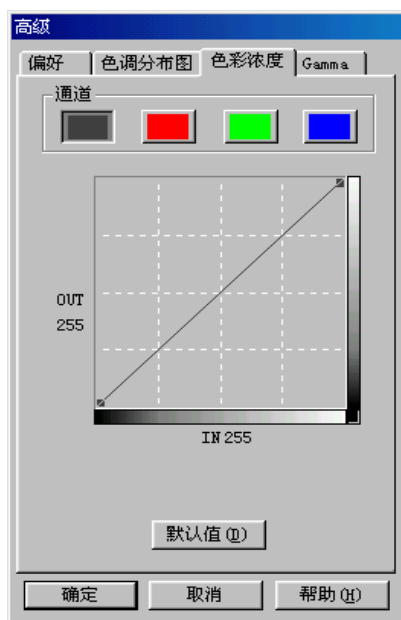 高级
偏好 色调分布图 色彩浓度 Gamma
通道
OUT
255
IN 255
默认值(D)
确定 取消 帮助(H)